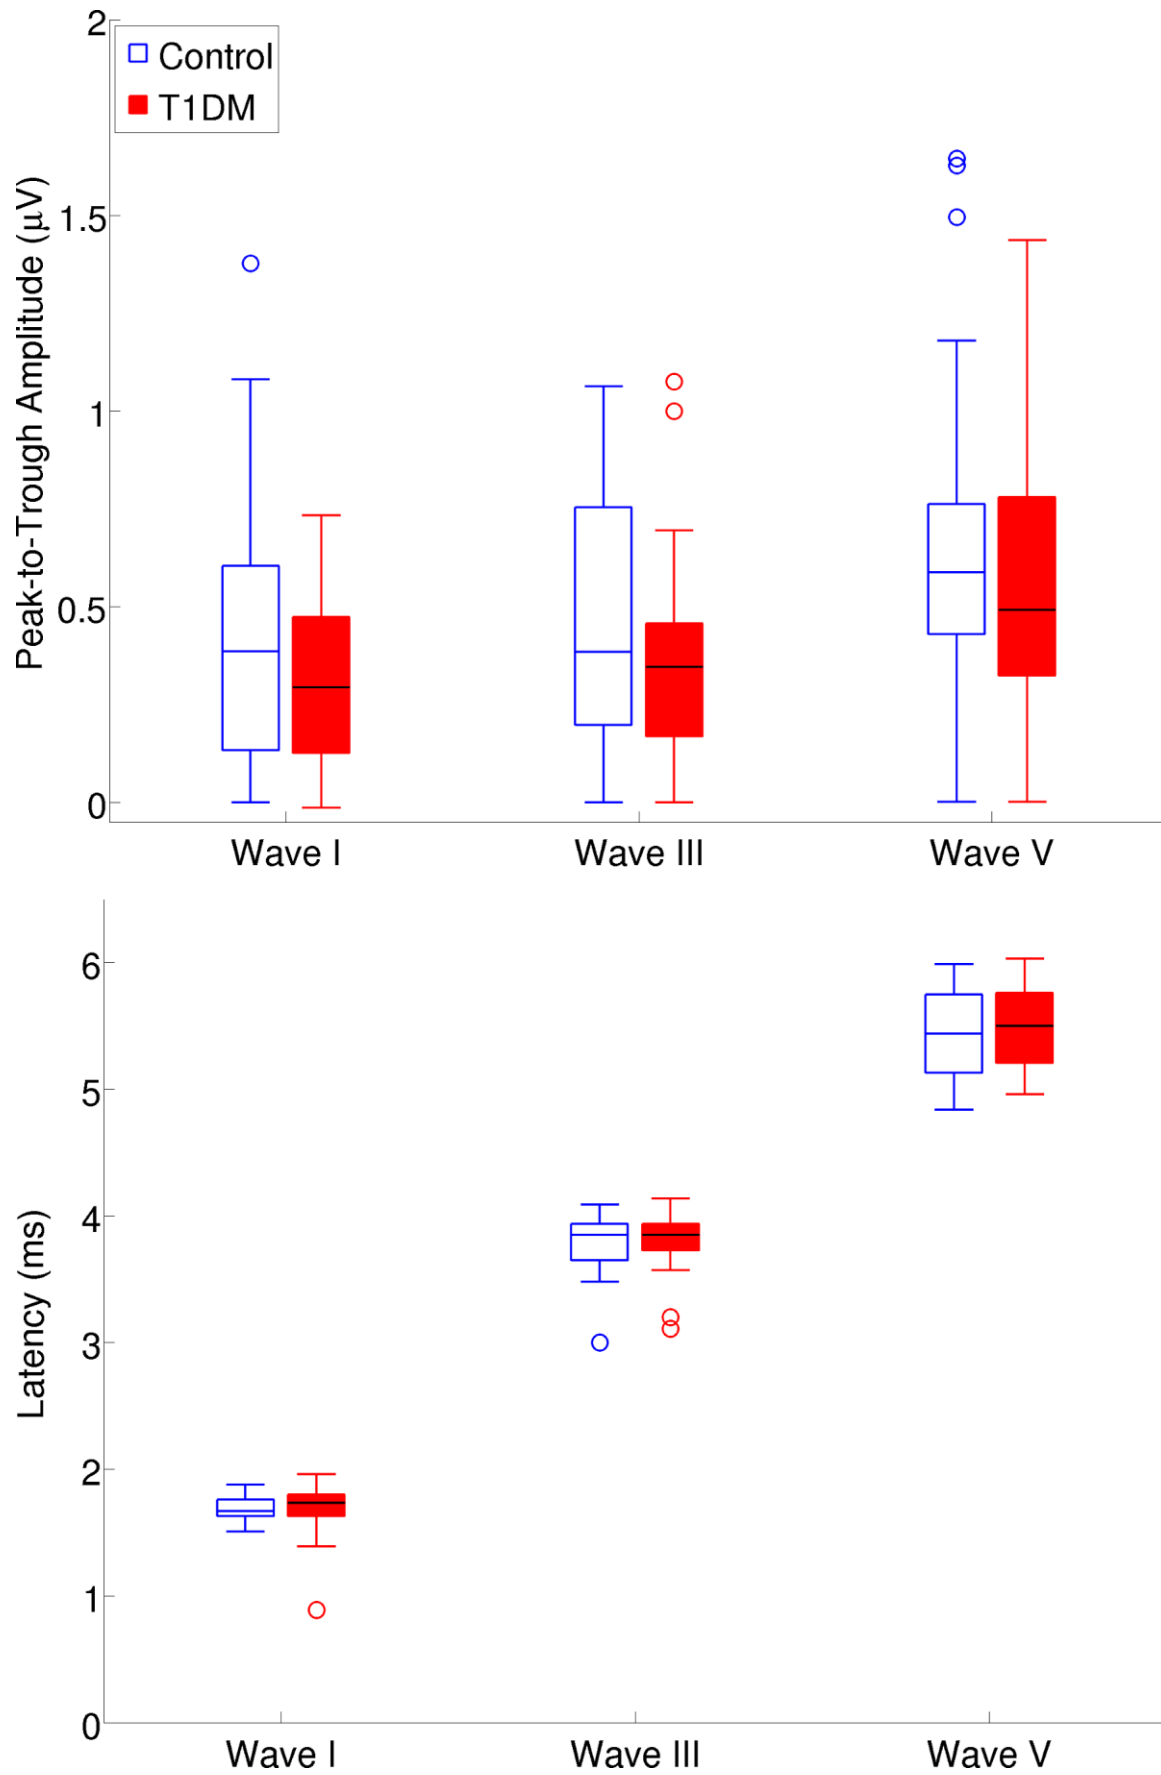 2
Control
T1DM
1.5
1
0.5
0
Peak-to-Trough Amplitude (μV)
Wave I
Wave III
Wave V
6
5
4
3
2
1
0
Latency (ms)
Wave I
Wave III
Wave V